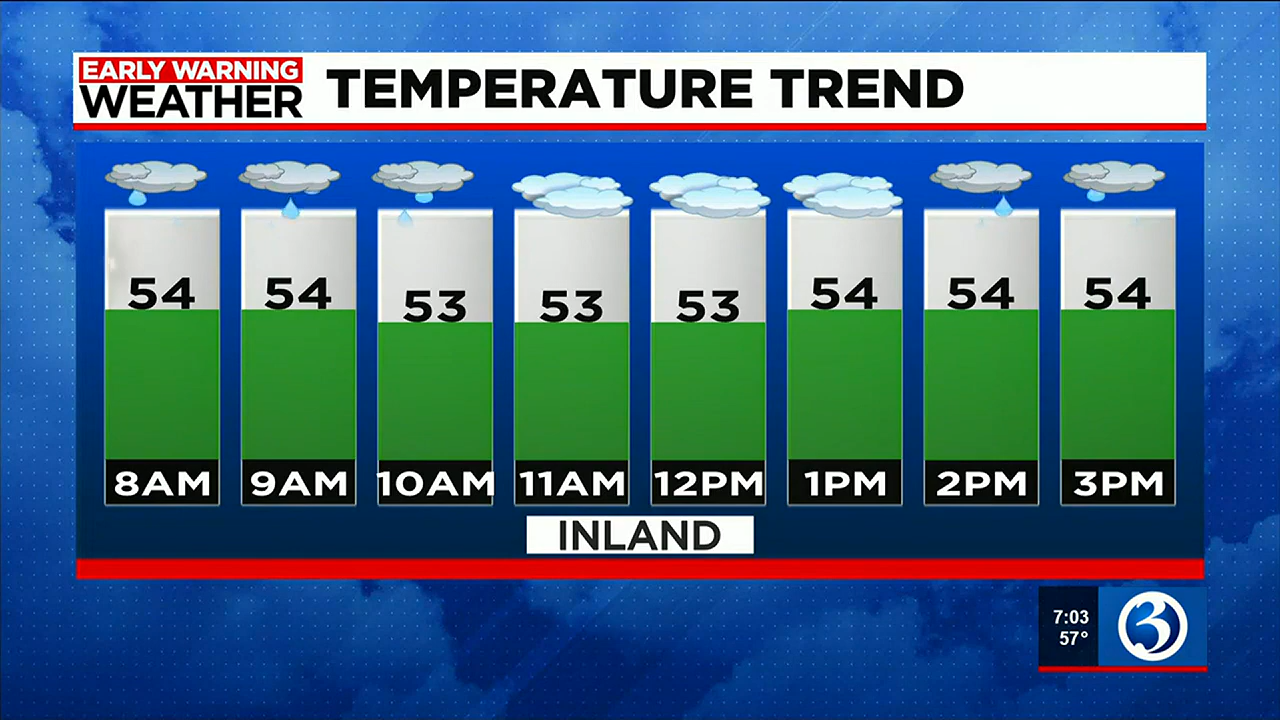 EARLY WARNING
WEATHER
TEMPERATURE TREND
54 54 53 53 53 54 54 54
8AM 9AM 10AM 11AM 12PM 1PM 2PM 3PM
INLAND
7:03
57°
3